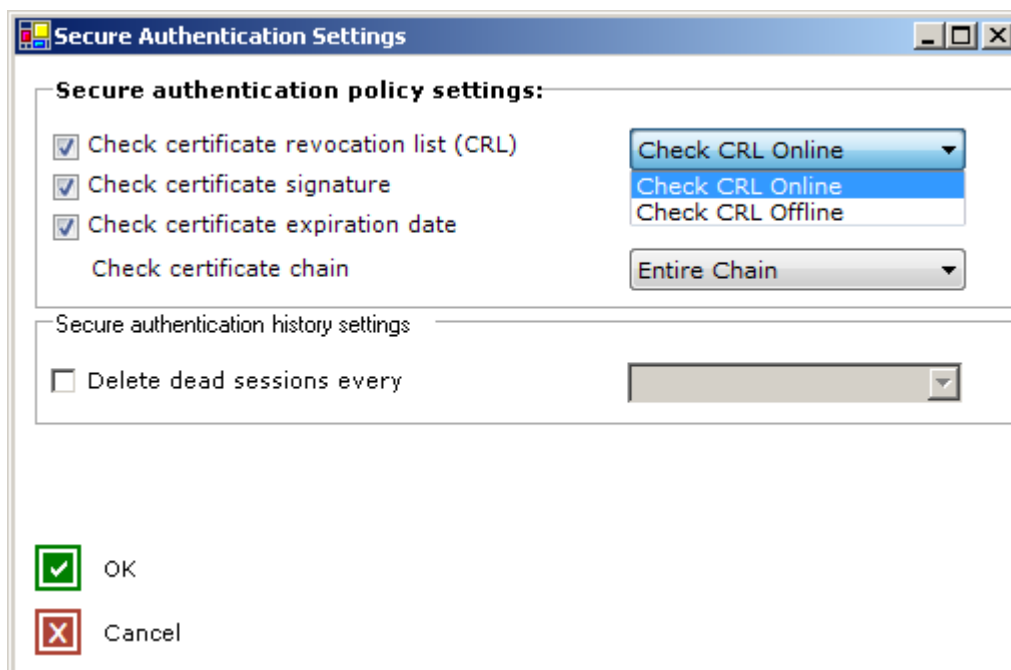 Secure Authentication Settings
Secure authentication policy settings:
Check certificate revocation list (CRL)
Check CRL Online
Check CRL Online
Check CRL Offline
Check certificate signature
Check certificate expiration date
Check certificate chain
Entire Chain
Secure authentication history settings
Delete dead sessions every
OK
Cancel